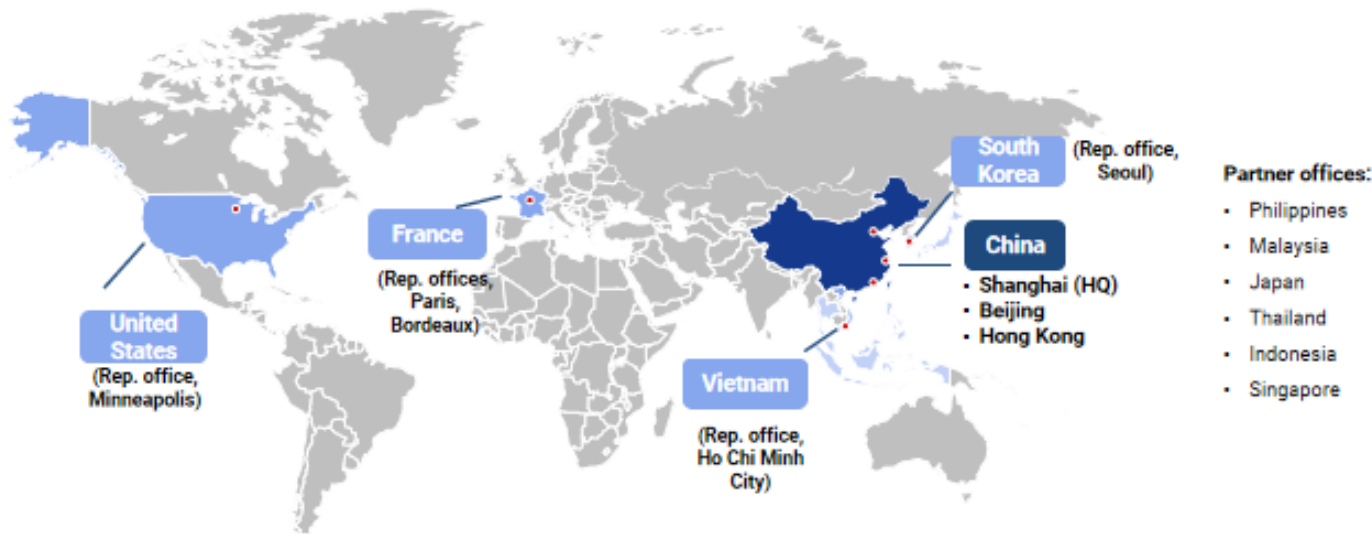 South
Korea
(Rep. office,
Seoul)
Partner offices:
▪ Philippines
▪ Malaysia
▪ Japan
▪ Thailand
▪ Indonesia
▪ Singapore
France
(Rep. offices,
Paris,
Bordeaux)
China
▪ Shanghai (HQ)
▪ Beijing
▪ Hong Kong
United
States
(Rep. office,
Minneapolis)
Vietnam
(Rep. office,
Ho Chi Minh
City)